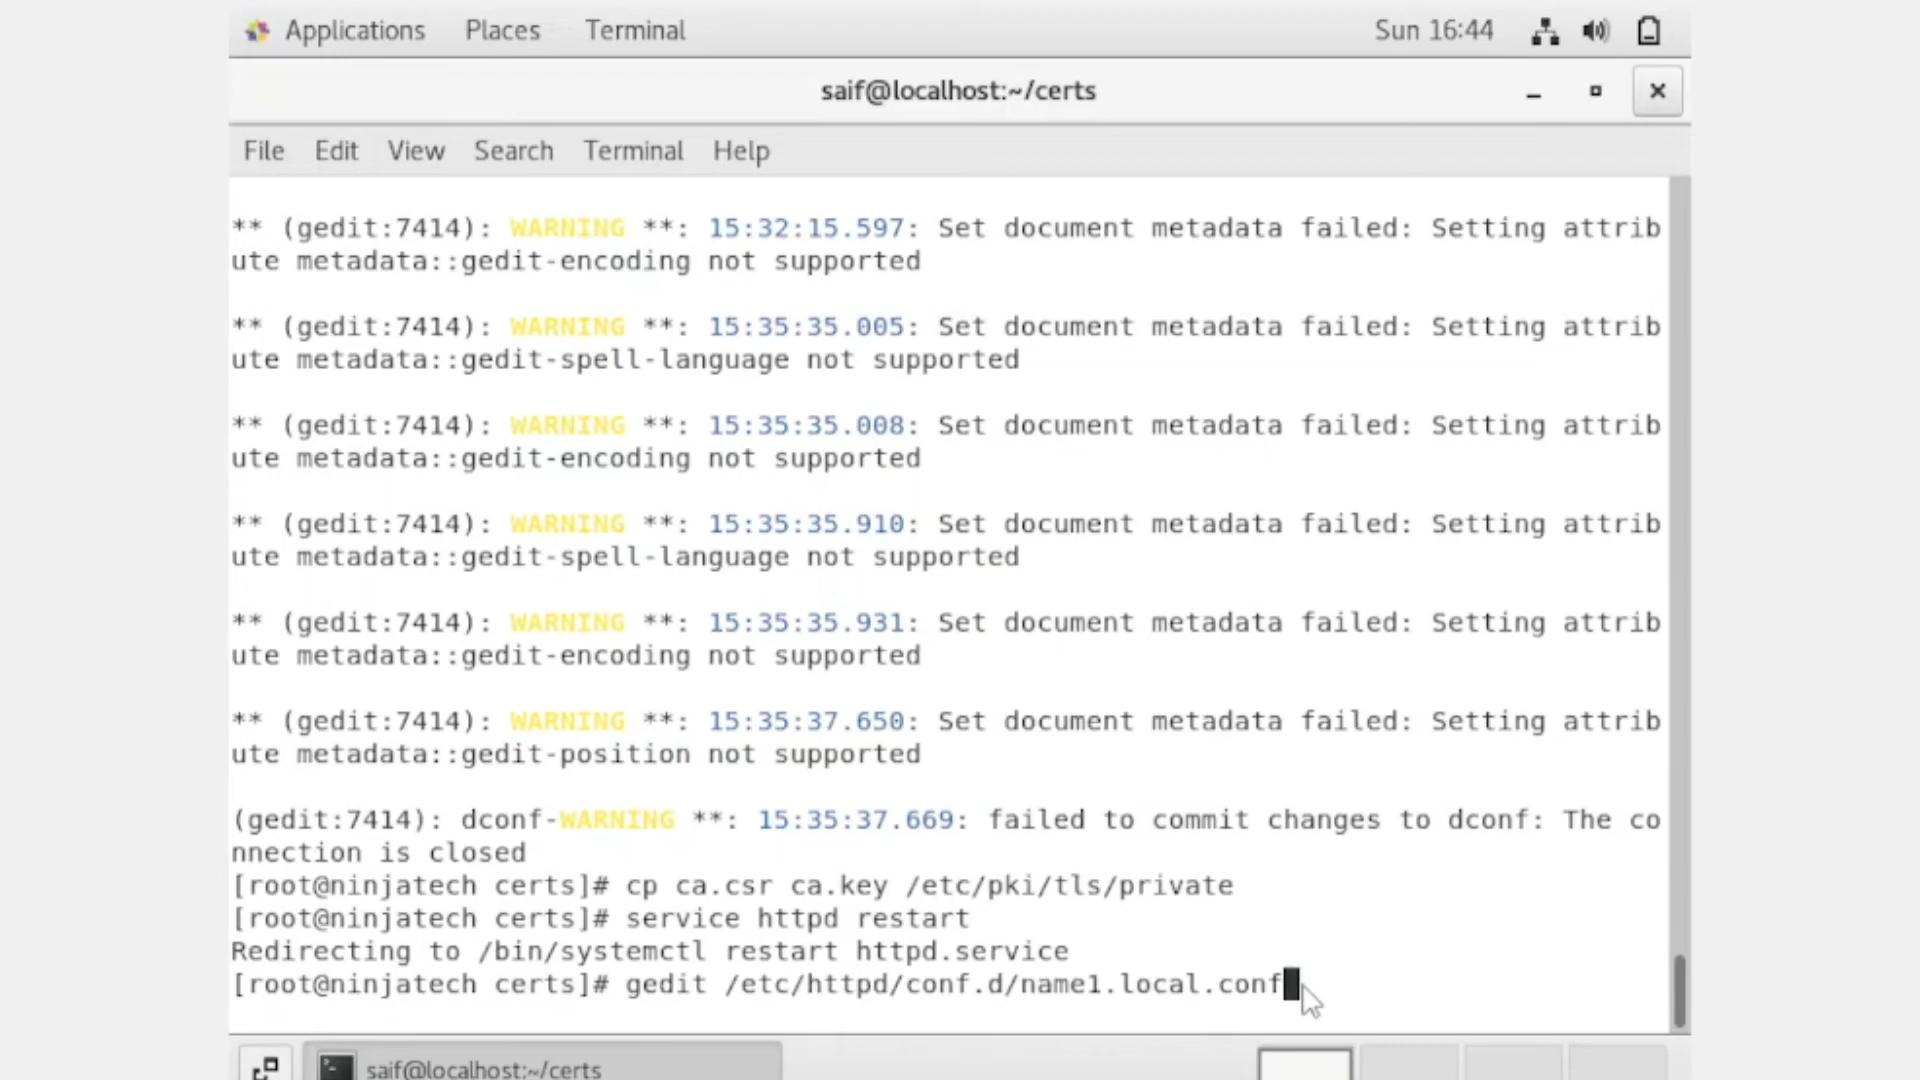 Applications Places Terminal Sun 16:44
saif@localhost:~/certs
File Edit View Search Terminal Help
** (gedit:7414): WARNING **: 15:32:15.597: Set document metadata failed: Setting attrib
ute metadata::gedit-encoding not supported
** (gedit:7414): WARNING **: 15:35:35.005: Set document metadata failed: Setting attrib
ute metadata::gedit-spell-language not supported
** (gedit:7414): WARNING **: 15:35:35.008: Set document metadata failed: Setting attrib
ute metadata::gedit-encoding not supported
** (gedit:7414): WARNING **: 15:35:35.910: Set document metadata failed: Setting attrib
ute metadata::gedit-spell-language not supported
** (gedit:7414): WARNING **: 15:35:35.931: Set document metadata failed: Setting attrib
ute metadata::gedit-encoding not supported
** (gedit:7414): WARNING **: 15:35:37.650: Set document metadata failed: Setting attrib
ute metadata::gedit-position not supported
(gedit:7414): dconf-WARNING **: 15:35:37.669: failed to commit changes to dconf: The co
nnection is closed
[root@ninjatech certs]# cp ca.csr ca.key /etc/pki/tls/private
[root@ninjatech certs]# service httpd restart
Redirecting to /bin/systemctl restart httpd.service
[root@ninjatech certs]# gedit /etc/httpd/conf.d/name1.local.conf
saif@localhost:~/certs